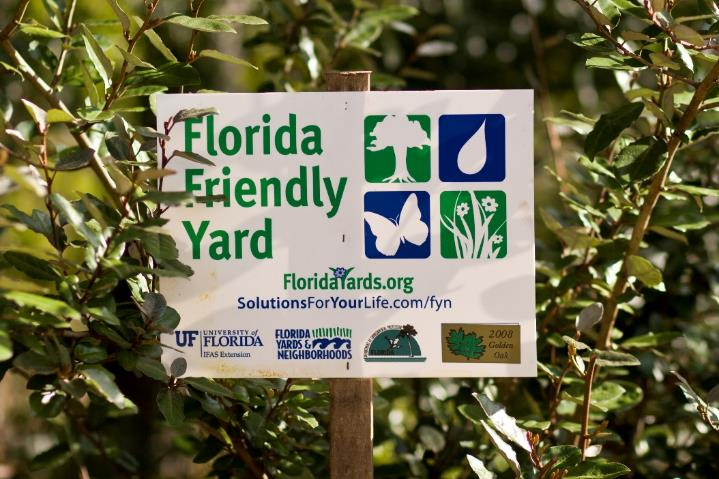 Florida
Friendly
Yard
FloridaYards.org
SolutionsForYourLife.com/fyn
UF UNIVERSITY of
FLORIDA
IFAS Extension
FLORIDA
YARDS &
NEIGHBORHOODS
FLORIDA
2008
Golden
Oak